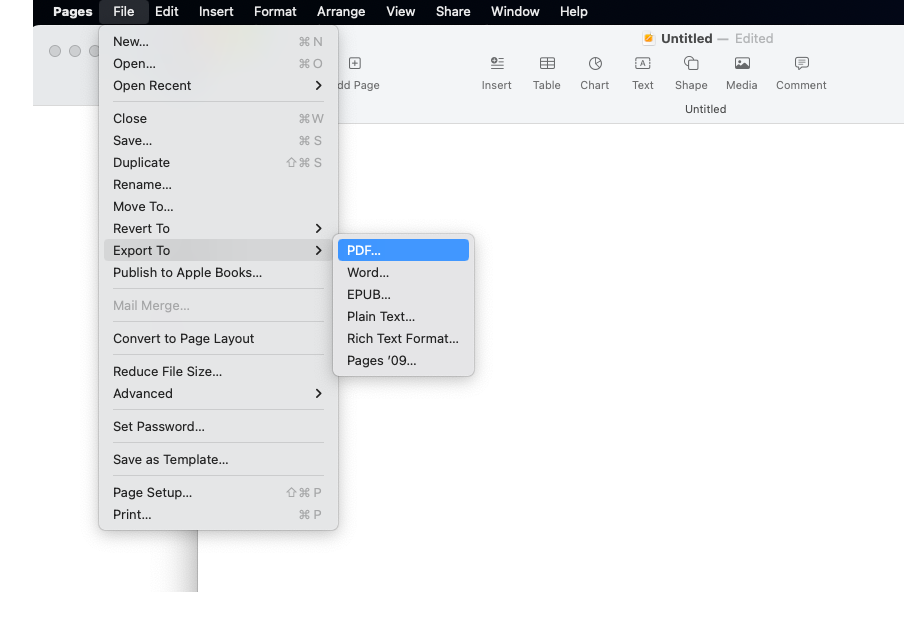 Pages File Edit Insert Format Arrange View Share Window Help
Untitled — Edited
dd Page Insert Table Chart Text Shape Media Comment
Untitled
New... ⌘ N
Open... ⌘ O
Open Recent
Close ⌘ W
Save... ⌘ S
Duplicate ⇧ ⌘ S
Rename...
Move To...
Revert To
Export To
Publish to Apple Books...
Mail Merge...
Convert to Page Layout
Reduce File Size...
Advanced
Set Password...
Save as Template...
Page Setup... ⇧ ⌘ P
Print... ⌘ P
PDF...
Word...
EPUB...
Plain Text...
Rich Text Format...
Pages ’09...